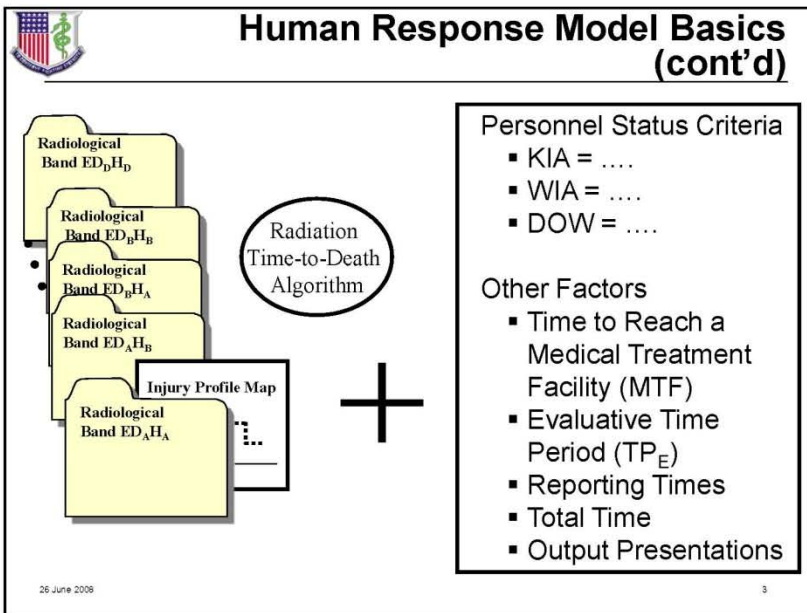 Human Response Model Basics
(cont'd)
Radiological
Band ED_DH_D
Radiological
Band ED_BH_B
Radiological
Band ED_BH_A
Radiological
Band ED_AH_B
Injury Profile Map
Radiological
Band ED_AH_A
Radiation
Time-to-Death
Algorithm
+
Personnel Status Criteria
▪ KIA = ....
▪ WIA = ....
▪ DOW = ....
Other Factors
▪ Time to Reach a
Medical Treatment
Facility (MTF)
▪ Evaluative Time
Period (TP_E)
▪ Reporting Times
▪ Total Time
▪ Output Presentations
26 June 2008
3